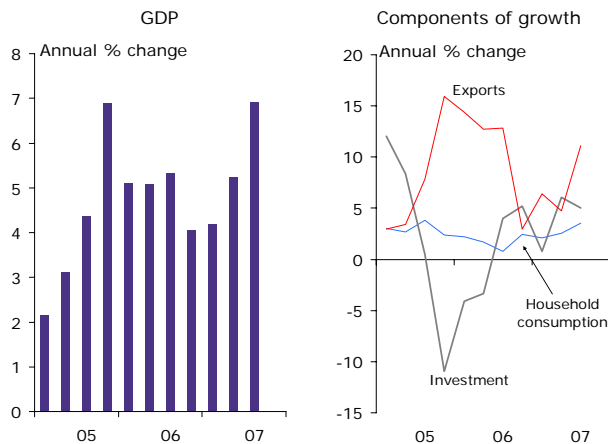 GDP
Annual % change
8
7
6
5
4
3
2
1
0
05 06 07
Components of growth
Annual % change
20
15
10
5
0
-5
-10
-15
Exports
Household
consumption
Investment
05 06 07